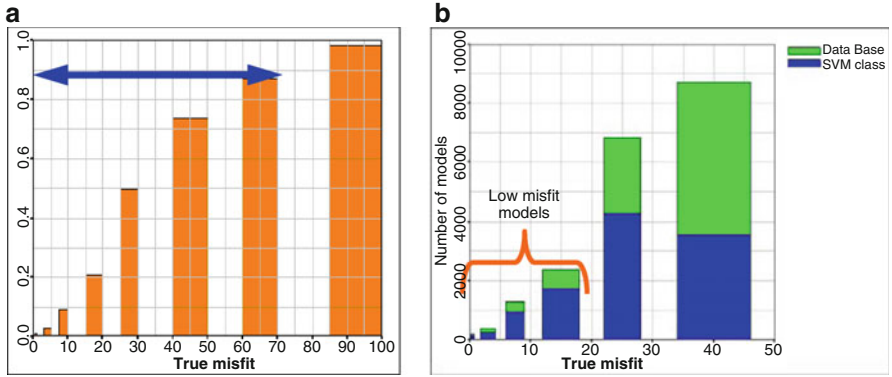 a
1.0
0.8
0.6
0.4
0.2
0.0
0 10 20 30 40 50 60 70 80 90 100
True misfit
b
10000
8000
6000
4000
2000
0
Number of models
Low misfit
models
0 10 20 30 40 50
True misfit
Data Base
SVM class